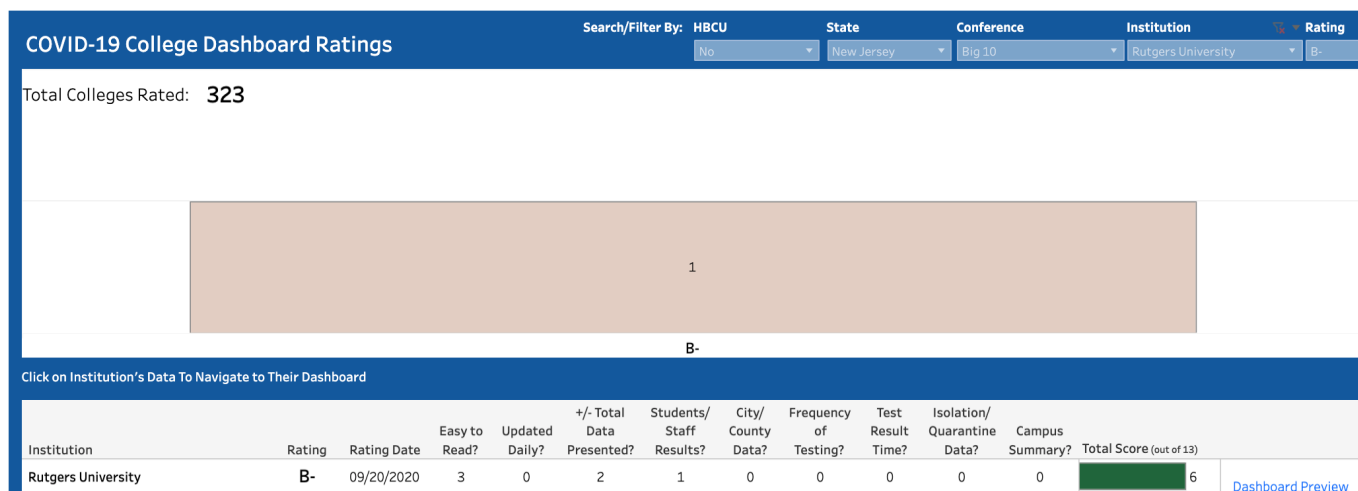 Search/Filter By: HBCU State Conference Institution Rating
COVID-19 College Dashboard Ratings
No New Jersey Big 10 Rutgers University B-
Total Colleges Rated: 323
1
B-
Click on Institution's Data To Navigate to Their Dashboard
+/- Total Students/ City/ Frequency Test Isolation/
Easy to Updated Data Staff County of Result Quarantine Campus
Institution Rating Rating Date Read? Daily? Presented? Results? Data? Testing? Time? Data? Summary? Total Score (out of 13)
Rutgers University B- 09/20/2020 3 0 2 1 0 0 0 0 0 6
Dashboard Preview